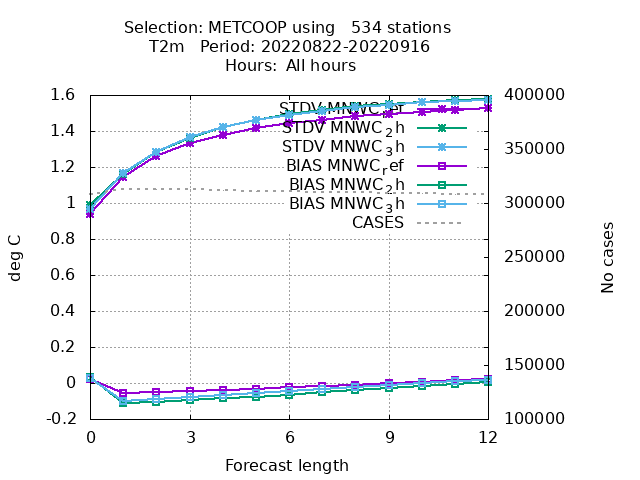 Selection: METCOOP using 534 stations
T2m Period: 20220822-20220916
Hours: All hours
STDV MNWC_ref
STDV MNWC_2h
STDV MNWC_3h
BIAS MNWC_ref
BIAS MNWC_2h
BIAS MNWC_3h
CASES
1.6
1.4
1.2
1
0.8
0.6
0.4
0.2
0
-0.2
deg C
400000
350000
300000
250000
200000
150000
100000
No cases
0 3 6 9 12
Forecast length